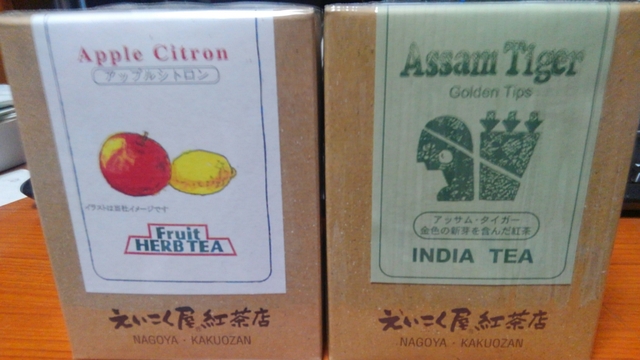 Apple Citron
アップルシトロン
イラストは当社イメージです
Fruit
HERB TEA
えいこく屋紅茶店
NAGOYA・KAKUOZAN
Assam Tiger
Golden Tips
アッサム・タイガー
金色の新芽を含んだ紅茶
INDIA TEA
えいこく屋紅茶店
NAGOYA・KAKUOZAN